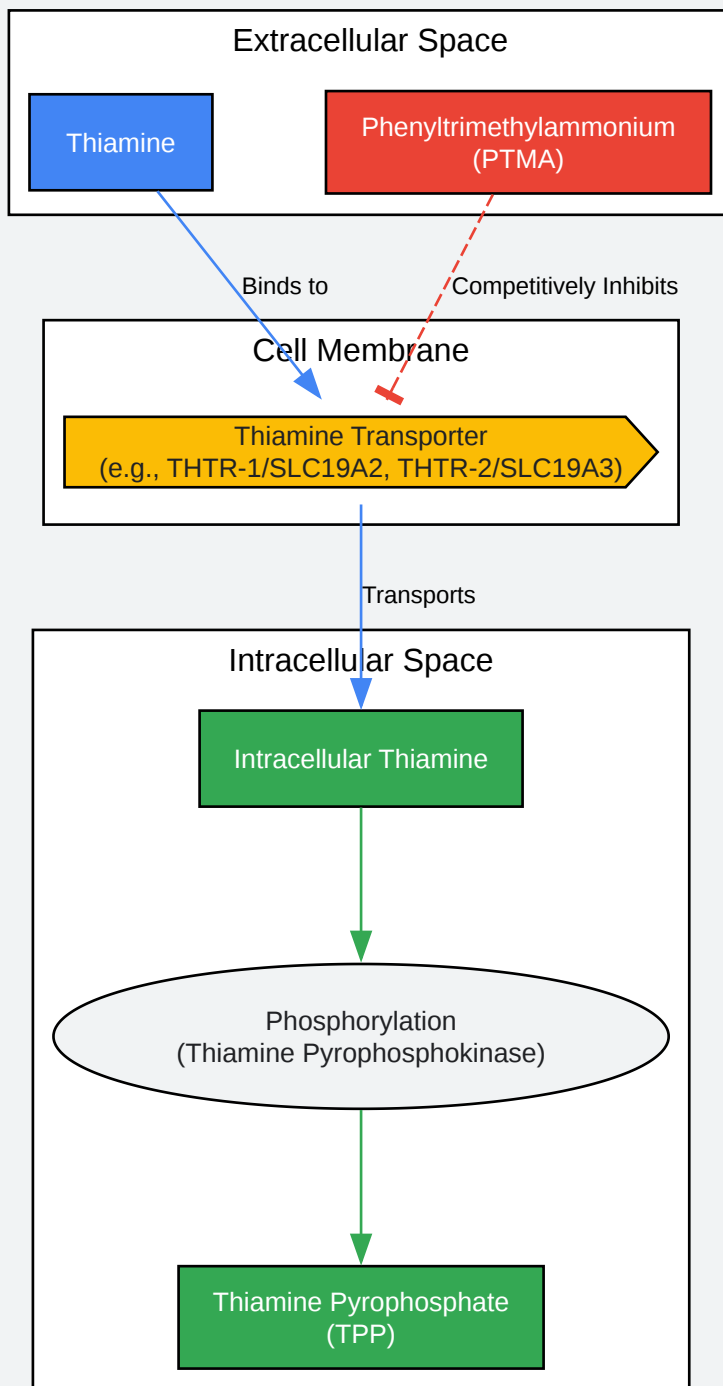 Extracellular Space
Thiamine
Phenyltrimethylammonium
(PTMA)
Binds to
Competitively Inhibits
Cell Membrane
Thiamine Transporter
(e.g., THTR-1/SLC19A2, THTR-2/SLC19A3)
Transports
Intracellular Space
Intracellular Thiamine
Phosphorylation
(Thiamine Pyrophosphokinase)
Thiamine Pyrophosphate
(TPP)